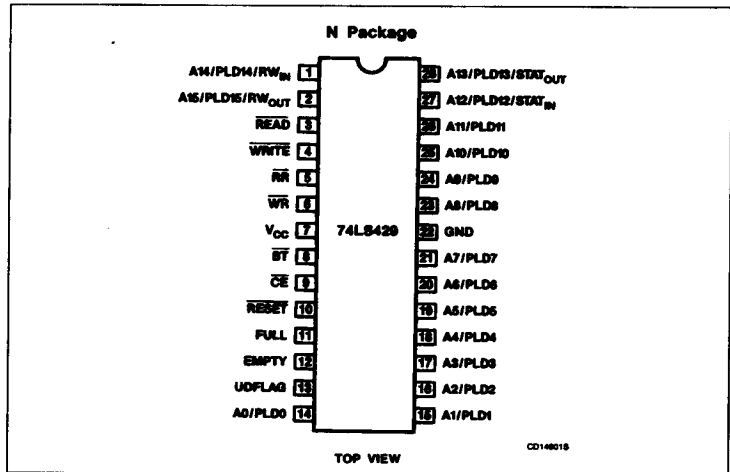 N Package
A14/PLD14/RW_IN 1
A15/PLD15/RW_OUT 2
READ 3
WRITE 4
RR 5
WR 6
V_CC 7
BT 8
CE 9
RESET 10
FULL 11
EMPTY 12
UDFLAG 13
A0/PLD0 14
74LS429
28 A13/PLD13/STAT_OUT
27 A12/PLD12/STAT_IN
26 A11/PLD11
25 A10/PLD10
24 A9/PLD9
23 A8/PLD8
22 GND
21 A7/PLD7
20 A6/PLD6
19 A5/PLD5
18 A4/PLD4
17 A3/PLD3
16 A2/PLD2
15 A1/PLD1
TOP VIEW
CD14601S